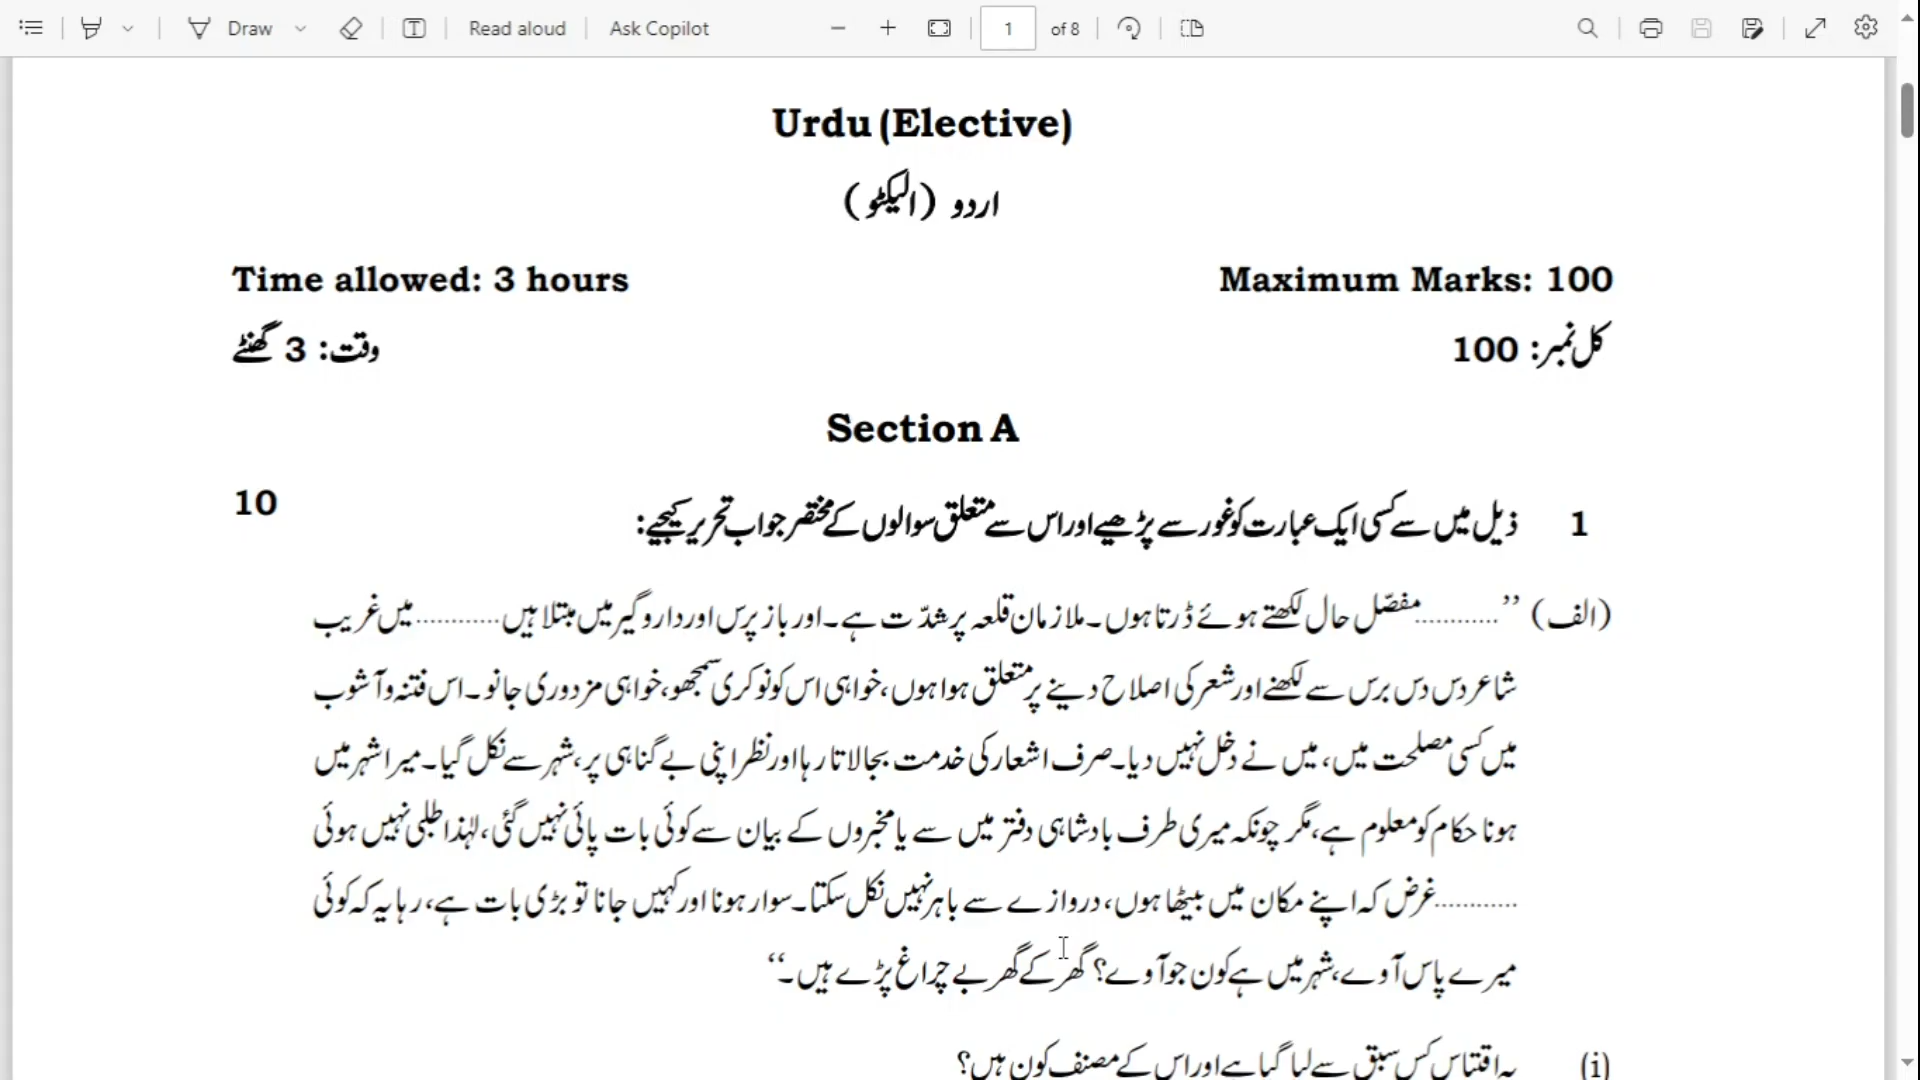 Draw
Read aloud
Ask Copilot
1
of 8
Urdu (Elective)
اردو (الیکٹو)
Time allowed: 3 hours
Maximum Marks: 100
وقت: 3 گھنٹے
کل نمبر: 100
Section A
1 ذیل میں سے کسی ایک عبارت کو غور سے پڑھیے اور اس سے متعلق سوالوں کے مختصر جواب تحریر کیجیے: 10
(الف) ’’............مفصّل حال لکھتے ہوئے ڈرتا ہوں۔ ملازمان قلعہ پر شدّت ہے۔ اور باز پرس اور دارو گیر میں مبتلا ہیں ............میں غریب
شاعر دس دس برس سے لکھنے اور شعر کی اصلاح دینے پر متعلق ہوا ہوں، خواہی اس کو نوکری سمجھو، خواہی مزدوری جانو۔ اس فتنہ و آشوب
میں کسی مصلحت میں، میں نے دخل نہیں دیا۔ صرف اشعار کی خدمت بجا لاتا رہا اور نظر اپنی بے گناہی پر، شہر سے نکل گیا۔ میرا شہر میں
ہونا حکام کو معلوم ہے، مگر چونکہ میری طرف بادشاہی دفتر میں سے یا مخبروں کے بیان سے کوئی بات پائی نہیں گئی، لہٰذا طلبی نہیں ہوئی
............غرض کہ اپنے مکان میں بیٹھا ہوں، دروازے سے باہر نہیں نکل سکتا۔ سوار ہونا اور کہیں جانا تو بڑی بات ہے، رہا یہ کہ کوئی
میرے پاس آوے، شہر میں ہے کون جو آوے؟ گھر کے گھر بے چراغ پڑے ہیں۔‘‘
(i) یہ اقتباس کس سبق سے لیا گیا ہے اور اس کے مصنف کون ہیں؟